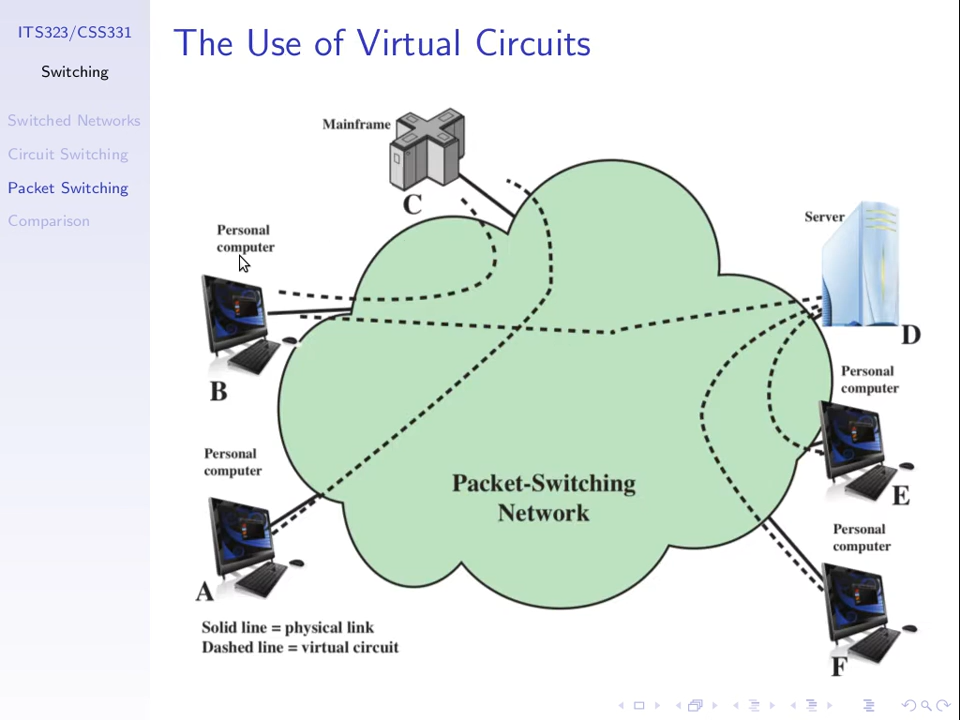 ITS323/CSS331
Switching
Switched Networks
Circuit Switching
Packet Switching
Comparison
The Use of Virtual Circuits
Mainframe
C
Server
D
Personal
computer
B
Personal
computer
E
Personal
computer
A
Packet-Switching
Network
Personal
computer
F
Solid line = physical link
Dashed line = virtual circuit